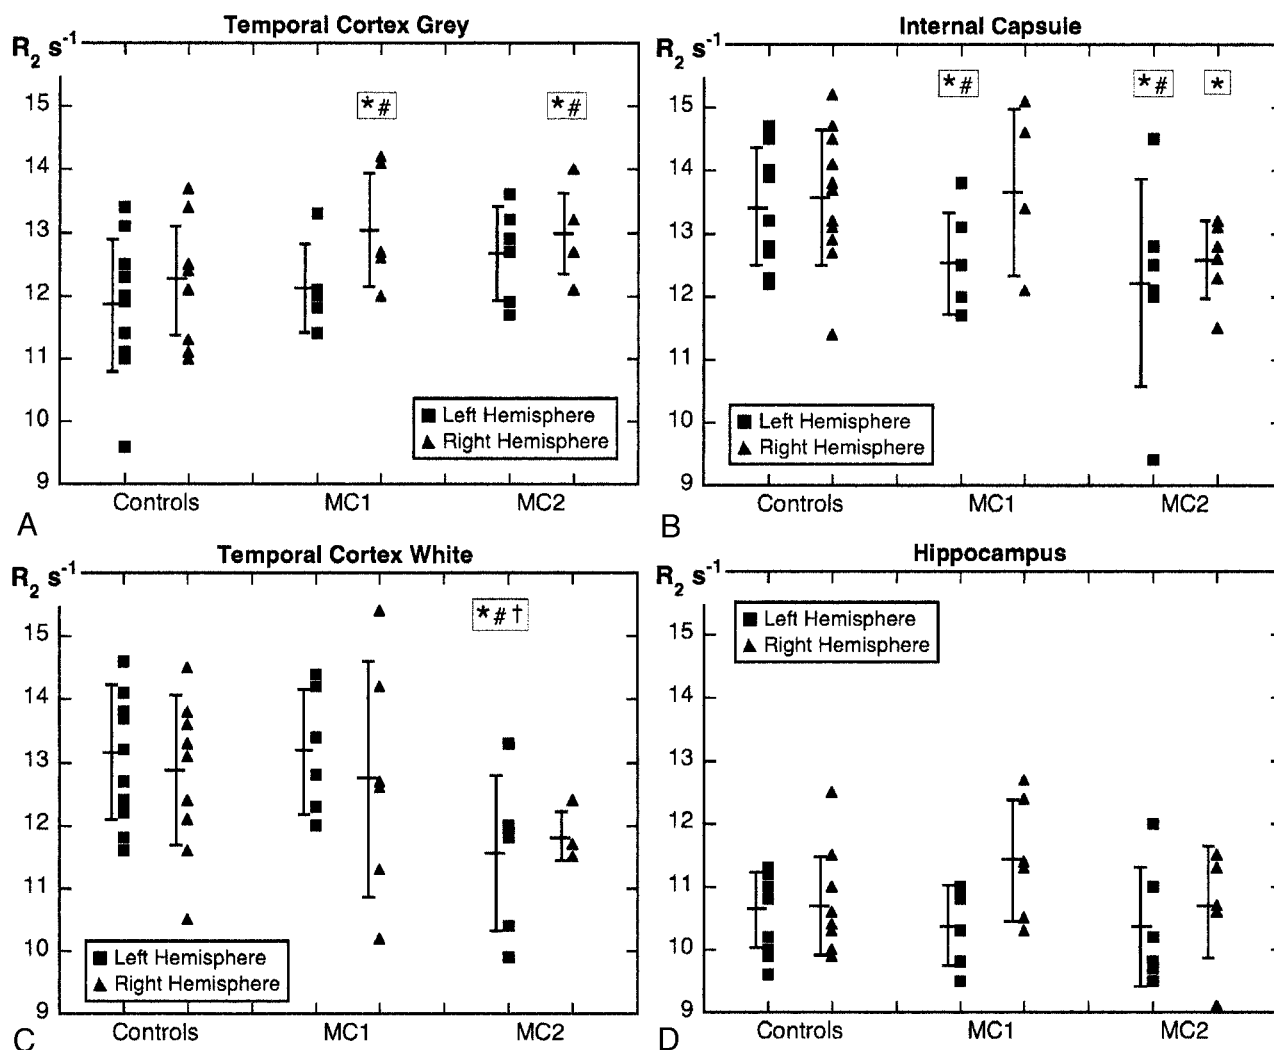 Temporal Cortex Grey
R2 s-1
*# *#
15
14
13
12
11
10
9
Left Hemisphere
Right Hemisphere
Controls MC1 MC2
A
Internal Capsule
R2 s-1
*# *# *
15
14
13
12
11
10
9
Left Hemisphere
Right Hemisphere
Controls MC1 MC2
B
Temporal Cortex White
R2 s-1
*#†
15
14
13
12
11
10
9
Left Hemisphere
Right Hemisphere
Controls MC1 MC2
C
Hippocampus
R2 s-1
Left Hemisphere
Right Hemisphere
15
14
13
12
11
10
9
Controls MC1 MC2
D